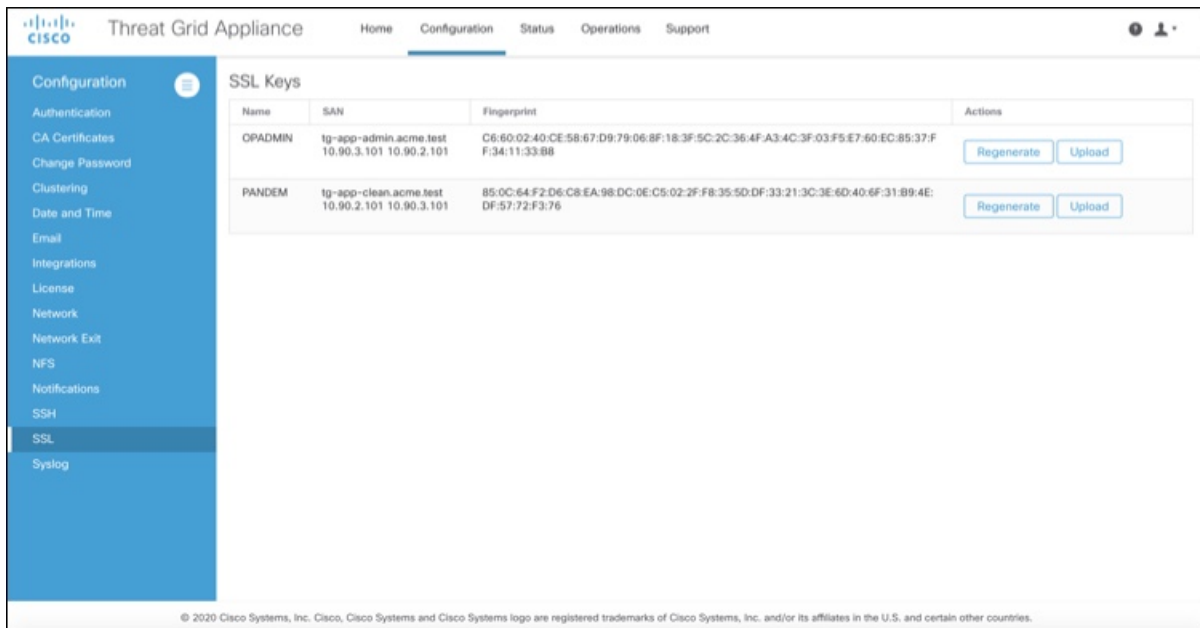 CISCO
Threat Grid Appliance
Home Configuration Status Operations Support
Configuration
Authentication
CA Certificates
Change Password
Clustering
Date and Time
Email
Integrations
License
Network
Network Exit
NFS
Notifications
SSH
SSL
Syslog
SSL Keys
Name SAN Fingerprint Actions
OPADMIN tg-app-admin.acme.test C6:60:02:40:CE:58:67:D9:79:06:8F:18:3F:5C:2C:36:4F:A3:4C:3F:03:F5:E7:60:EC:85:37:F
10.90.3.101 10.90.2.101 F:34:11:33:B8
Regenerate Upload
PANDEM tg-app-clean.acme.test 85:0C:64:F2:D6:C8:EA:98:DC:0E:C5:02:2F:F8:35:5D:DF:33:21:3C:3E:6D:40:6F:31:B9:4E:
10.90.2.101 10.90.3.101 DF:57:72:F3:76
Regenerate Upload
© 2020 Cisco Systems, Inc. Cisco, Cisco Systems and Cisco Systems logo are registered trademarks of Cisco Systems, Inc. and/or its affiliates in the U.S. and certain other countries.